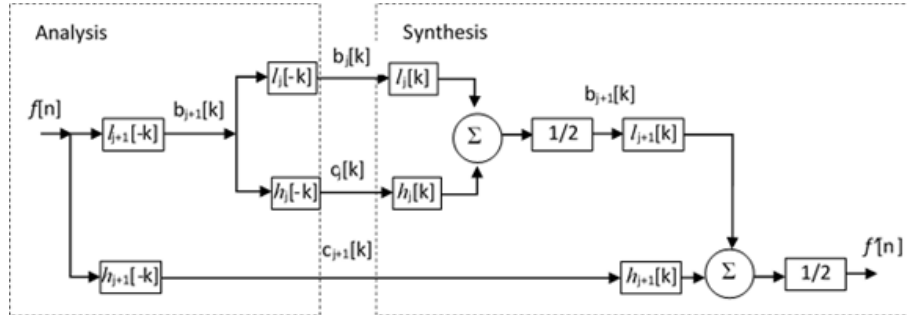 Analysis
Synthesis
b_j[k]
l_j[-k]
l_j[k]
f[n]
b_{j+1}[k]
b_{j+1}[k]
l_{j+1}[-k]
Σ
1/2
l_{j+1}[k]
c_j[k]
h_j[-k]
h_j[k]
c_{j+1}[k]
f'[n]
h_{j+1}[-k]
h_{j+1}[k]
Σ
1/2